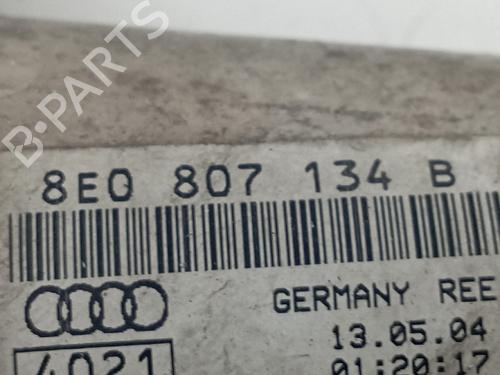 B-PARTS
8E0 807 134 B
GERMANY REE
13.05.04
4021
01:20:17